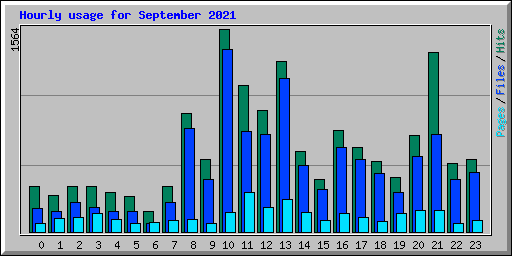 Hourly usage for September 2021
1564
Pages/Files/Hits
0 1 2 3 4 5 6 7 8 9 10 11 12 13 14 15 16 17 18 19 20 21 22 23